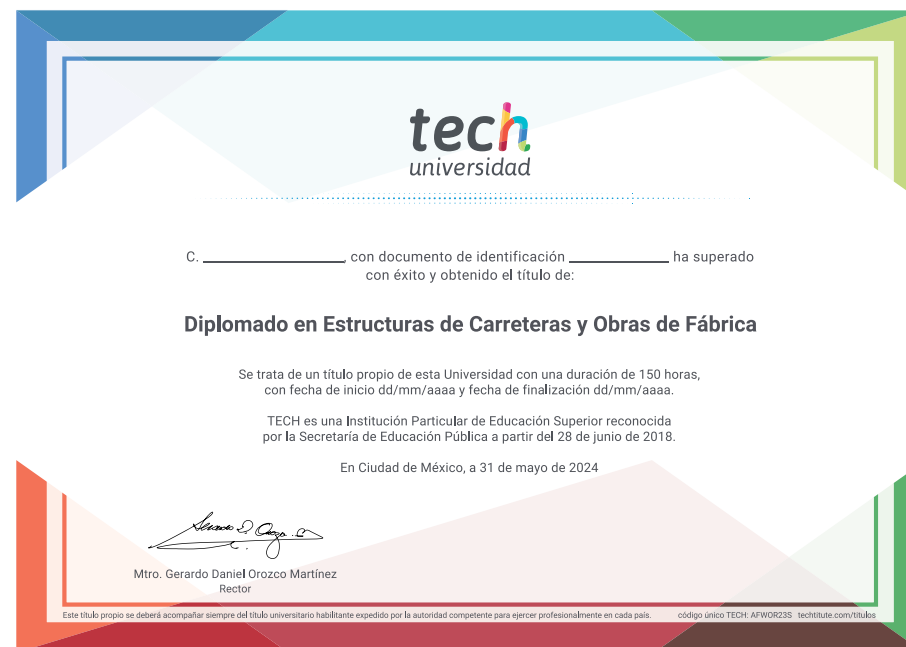 tech
universidad
C. ____________________, con documento de identificación ______________ ha superado
con éxito y obtenido el título de:
Diplomado en Estructuras de Carreteras y Obras de Fábrica
Se trata de un título propio de esta Universidad con una duración de 150 horas,
con fecha de inicio dd/mm/aaaa y fecha de finalización dd/mm/aaaa.
TECH es una Institución Particular de Educación Superior reconocida
por la Secretaría de Educación Pública a partir del 28 de junio de 2018.
En Ciudad de México, a 31 de mayo de 2024
Mtro. Gerardo Daniel Orozco Martínez
Rector
Este título propio se deberá acompañar siempre del título universitario habilitante expedido por la autoridad competente para ejercer profesionalmente en cada país. código único TECH: AFWOR23S techtitute.com/titulos